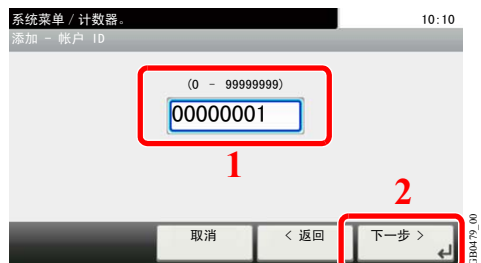 系统菜单 / 计数器。 10:10
添加 - 帐户 ID
(0 - 99999999)
00000001
1
2
取消 < 返回 下一步 >
GB0479_00